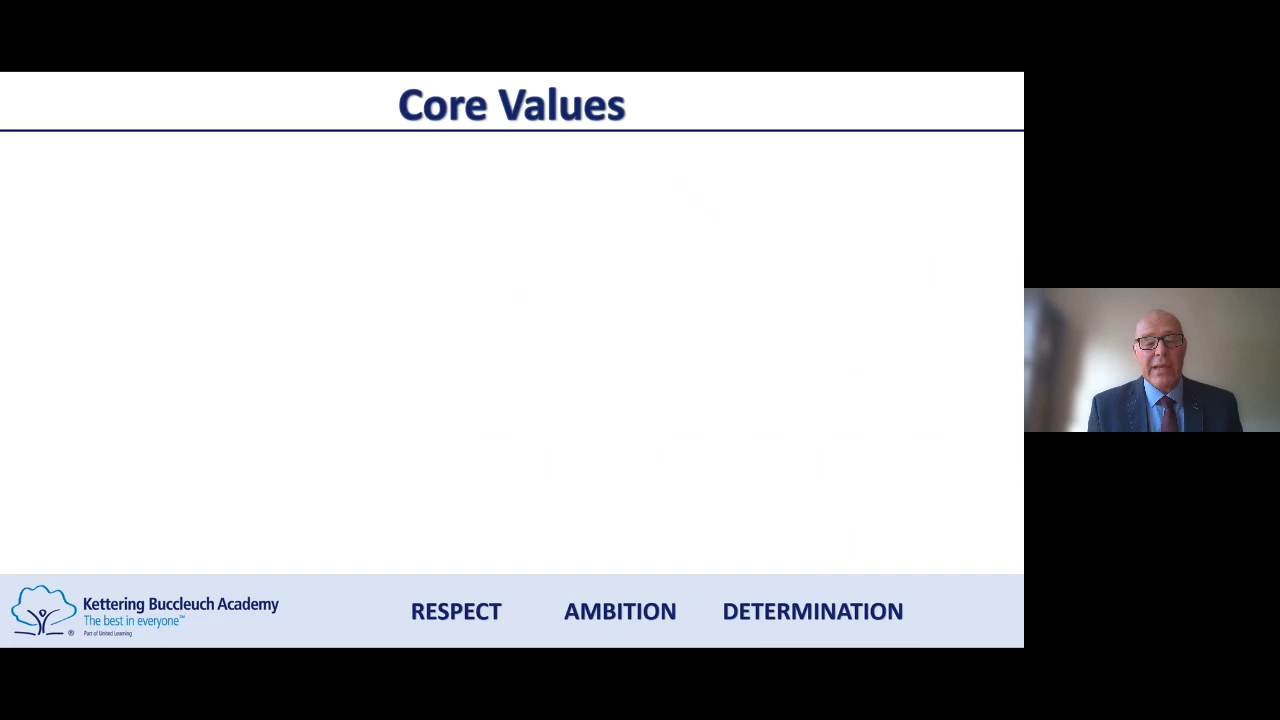 Core Values
Kettering Buccleuch Academy
The best in everyone™
Part of United Learning
®
RESPECT AMBITION DETERMINATION